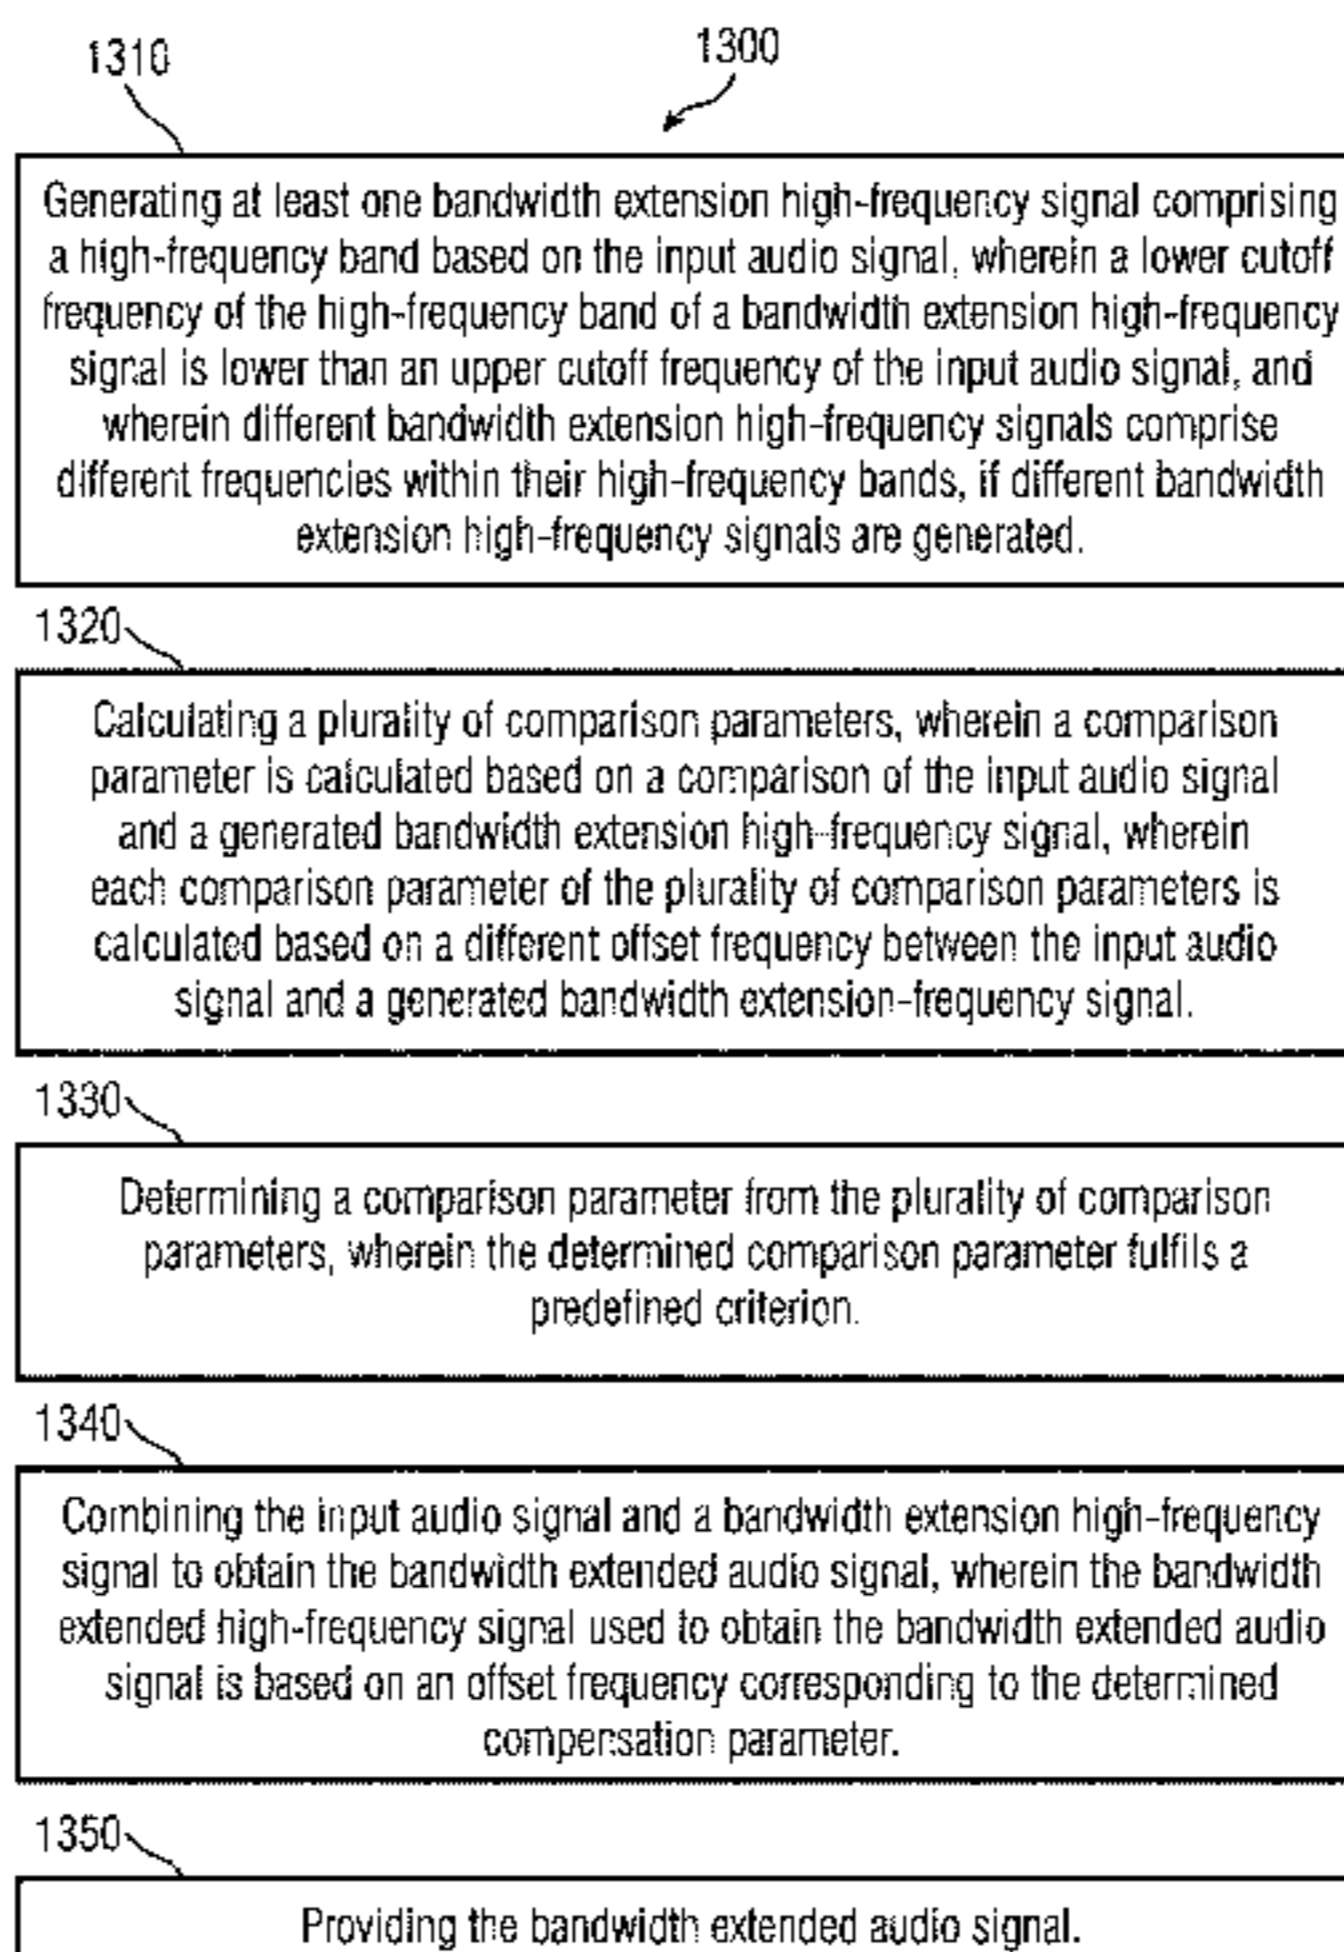 1310
1300
Generating at least one bandwidth extension high-frequency signal comprising
a high-frequency band based on the input audio signal, wherein a lower cutoff
frequency of the high-frequency band of a bandwidth extension high-frequency
signal is lower than an upper cutoff frequency of the input audio signal, and
wherein different bandwidth extension high-frequency signals comprise
different frequencies within their high-frequency bands, if different bandwidth
extension high-frequency signals are generated.
1320
Calculating a plurality of comparison parameters, wherein a comparison
parameter is calculated based on a comparison of the input audio signal
and a generated bandwidth extension high-frequency signal, wherein
each comparison parameter of the plurality of comparison parameters is
calculated based on a different offset frequency between the input audio
signal and a generated bandwidth extension-frequency signal.
1330
Determining a comparison parameter from the plurality of comparison
parameters, wherein the determined comparison parameter fulfils a
predefined criterion.
1340
Combining the input audio signal and a bandwidth extension high-frequency
signal to obtain the bandwidth extended audio signal, wherein the bandwidth
extended high-frequency signal used to obtain the bandwidth extended audio
signal is based on an offset frequency corresponding to the determined
compensation parameter.
1350
Providing the bandwidth extended audio signal.